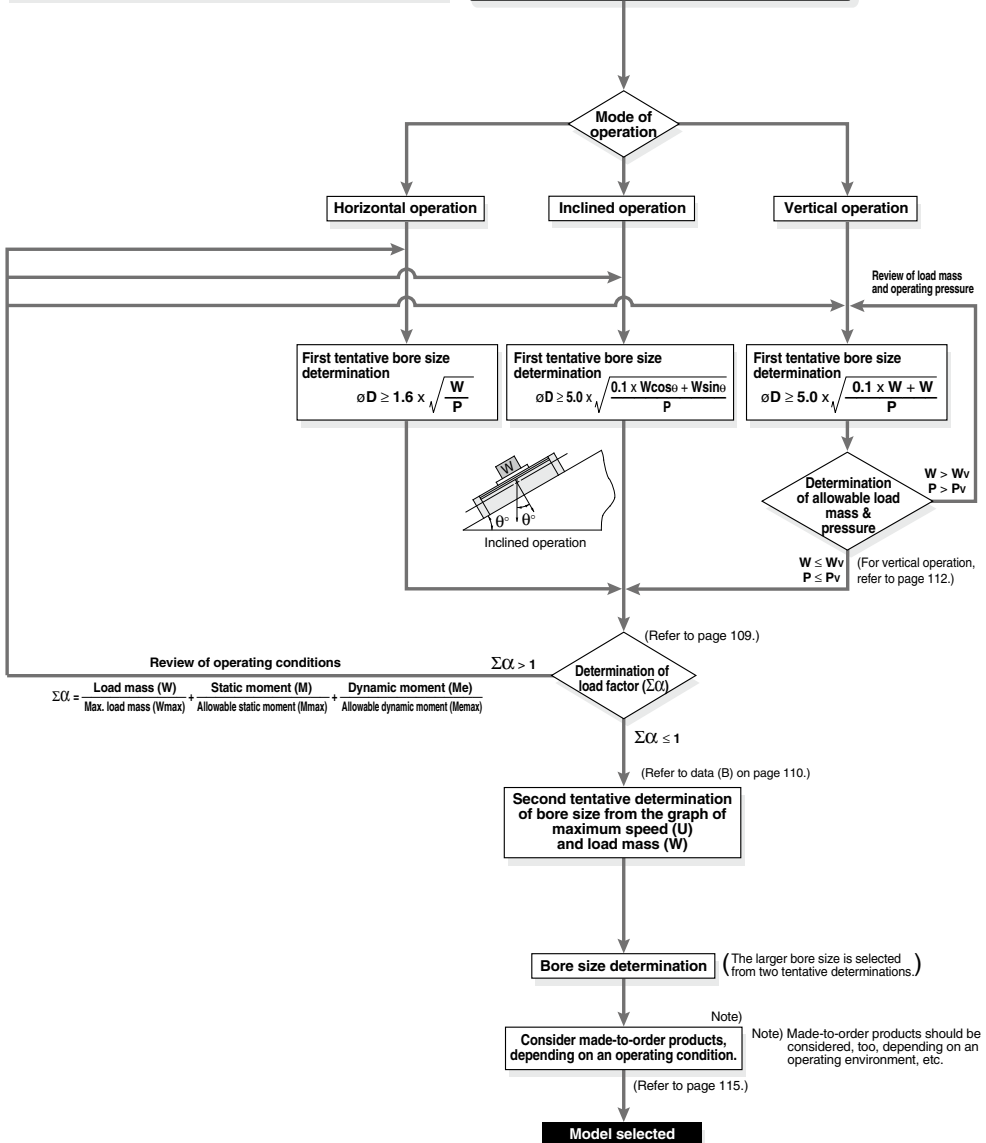 Mode of
operation
Horizontal operation
Inclined operation
Vertical operation
Review of load mass
and operating pressure
First tentative bore size
determination
øD ≥ 1.6 x √(W/P)
First tentative bore size
determination
øD ≥ 5.0 x √((0.1 x Wcosθ + Wsinθ)/P)
First tentative bore size
determination
øD ≥ 5.0 x √((0.1 x W + W)/P)
W
θ° θ°
Inclined operation
Determination
of allowable load
mass &
pressure
W > Wv
P > Pv
W ≤ Wv
P ≤ Pv
(For vertical operation,
refer to page 112.)
(Refer to page 109.)
Determination of
load factor (Σα)
Σα > 1
Review of operating conditions
Σα = Load mass (W)/Max. load mass (Wmax) + Static moment (M)/Allowable static moment (Mmax) + Dynamic moment (Me)/Allowable dynamic moment (Memax)
Σα ≤ 1
(Refer to data (B) on page 110.)
Second tentative determination
of bore size from the graph of
maximum speed (U)
and load mass (W)
Bore size determination
(The larger bore size is selected
from two tentative determinations.)
Note)
Consider made-to-order products,
depending on an operating condition.
Note) Made-to-order products should be
considered, too, depending on an
operating environment, etc.
(Refer to page 115.)
Model selected